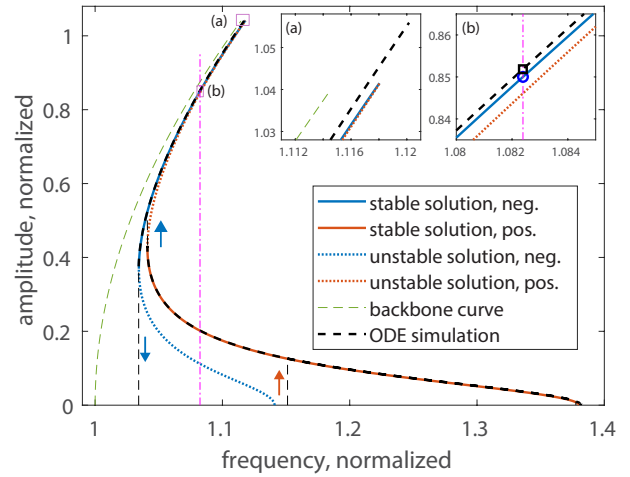 (a)
(a)
(b)
1
1.05
0.86
1.04
0.85
(b)
0.8
1.03
0.84
1.112
1.116
1.12
1.08
1.082
1.084
amplitude, normalized
0.6
stable solution, neg.
stable solution, pos.
unstable solution, neg.
0.4
unstable solution, pos.
backbone curve
ODE simulation
0.2
0
1
1.1
1.2
1.3
1.4
frequency, normalized